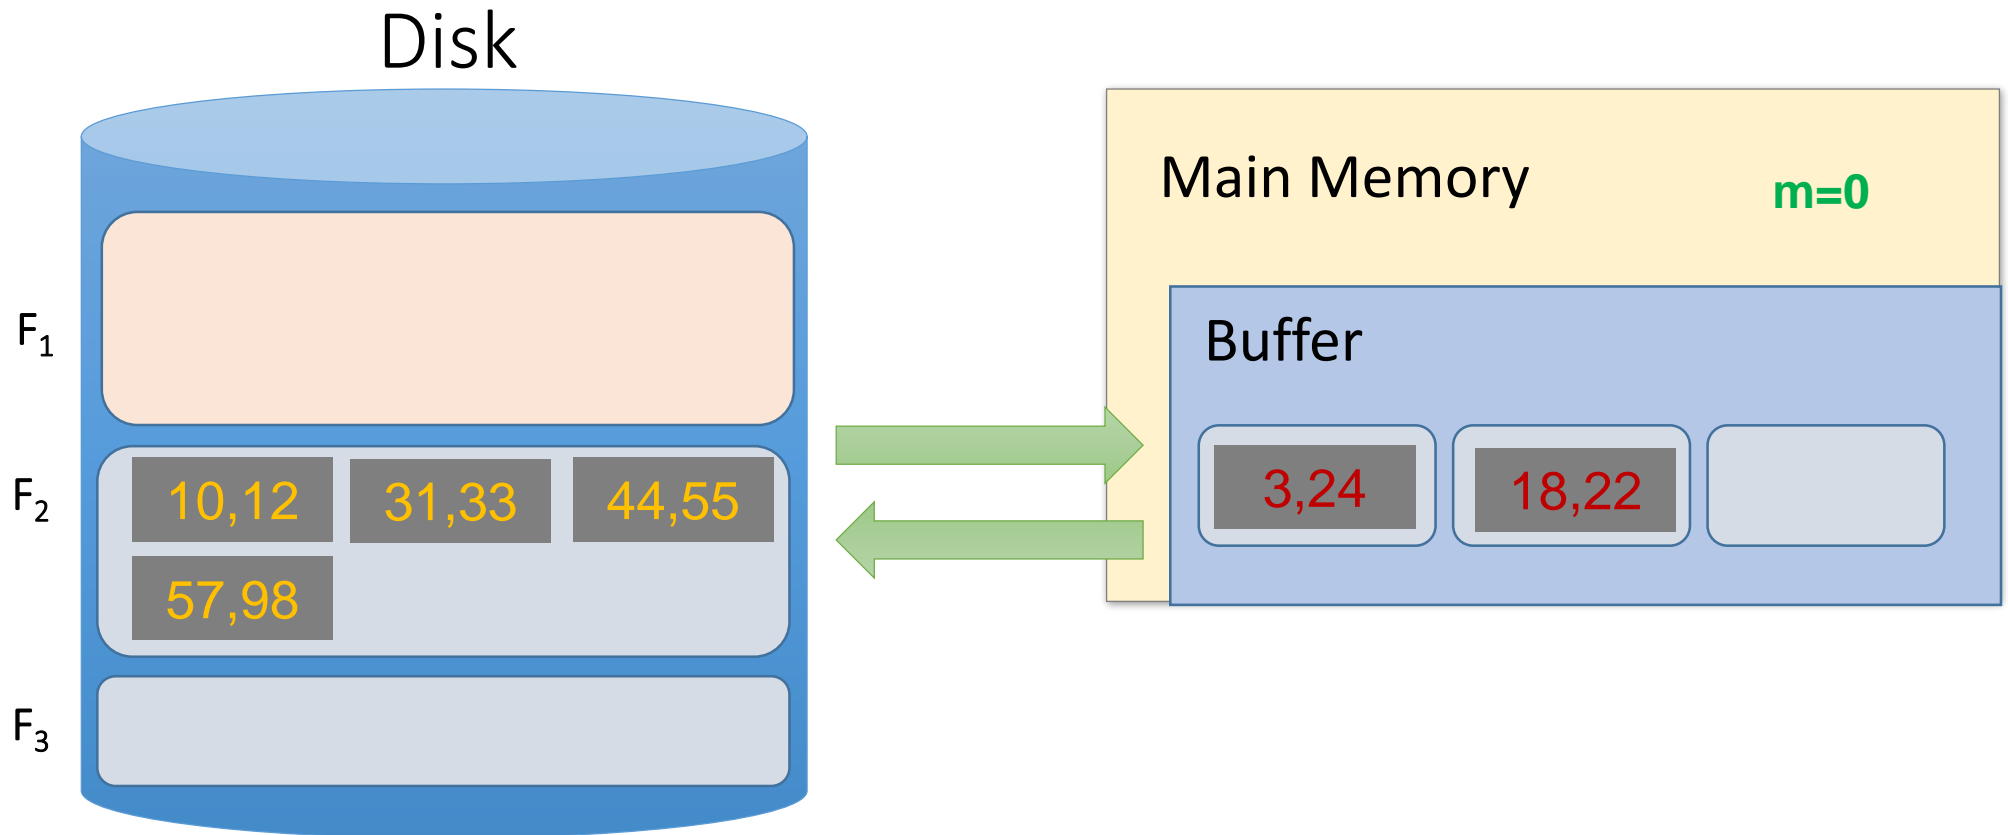 Disk
Main Memory
m=0
F1
Buffer
3,24
18,22
F2
10,12
31,33
44,55
57,98
F3